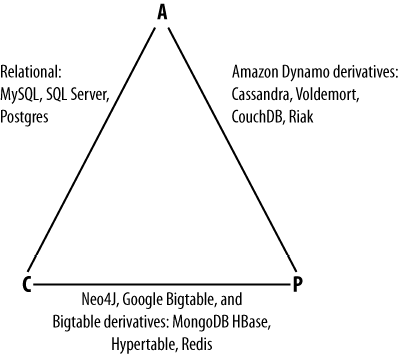 A
Relational:
MySQL, SQL Server,
Postgres
Amazon Dynamo derivatives:
Cassandra, Voldemort,
CouchDB, Riak
C
P
Neo4J, Google Bigtable, and
Bigtable derivatives: MongoDB HBase,
Hypertable, Redis